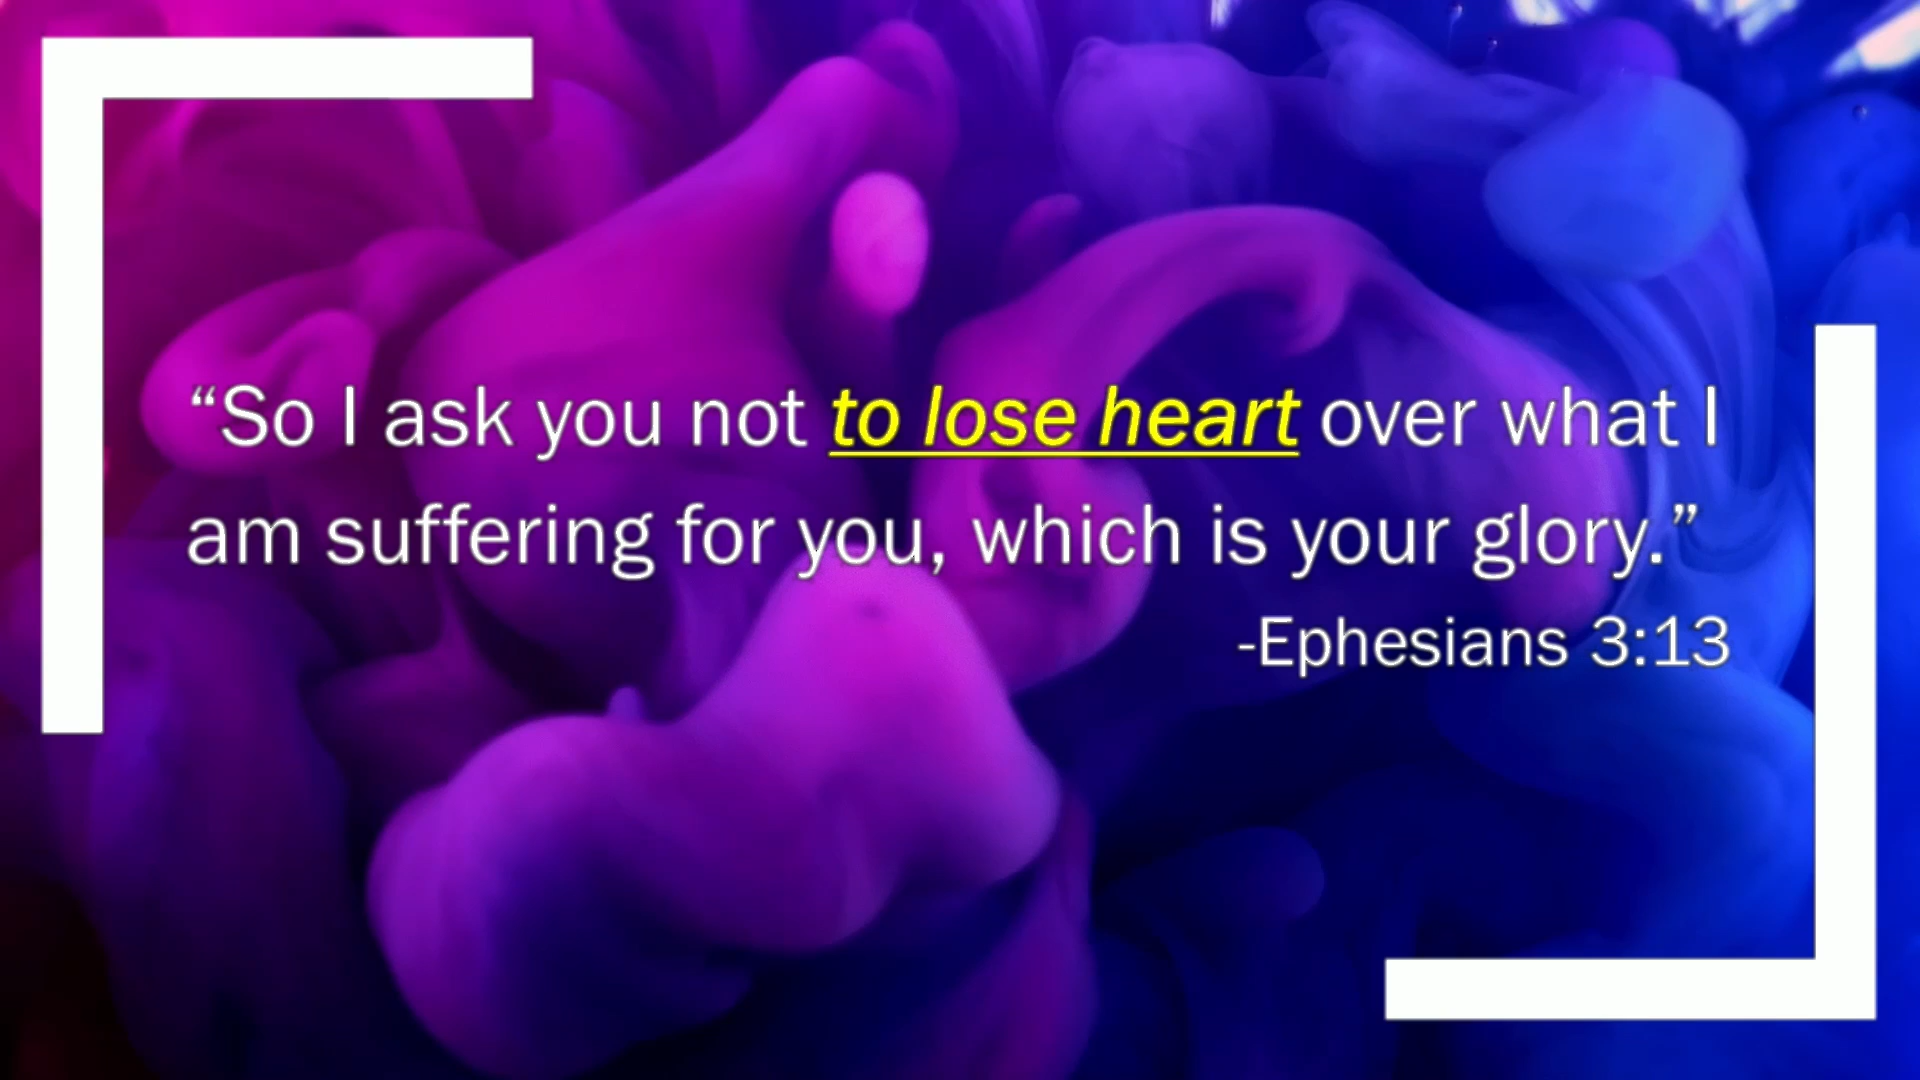 “So I ask you not to lose heart over what I
am suffering for you, which is your glory.”
-Ephesians 3:13